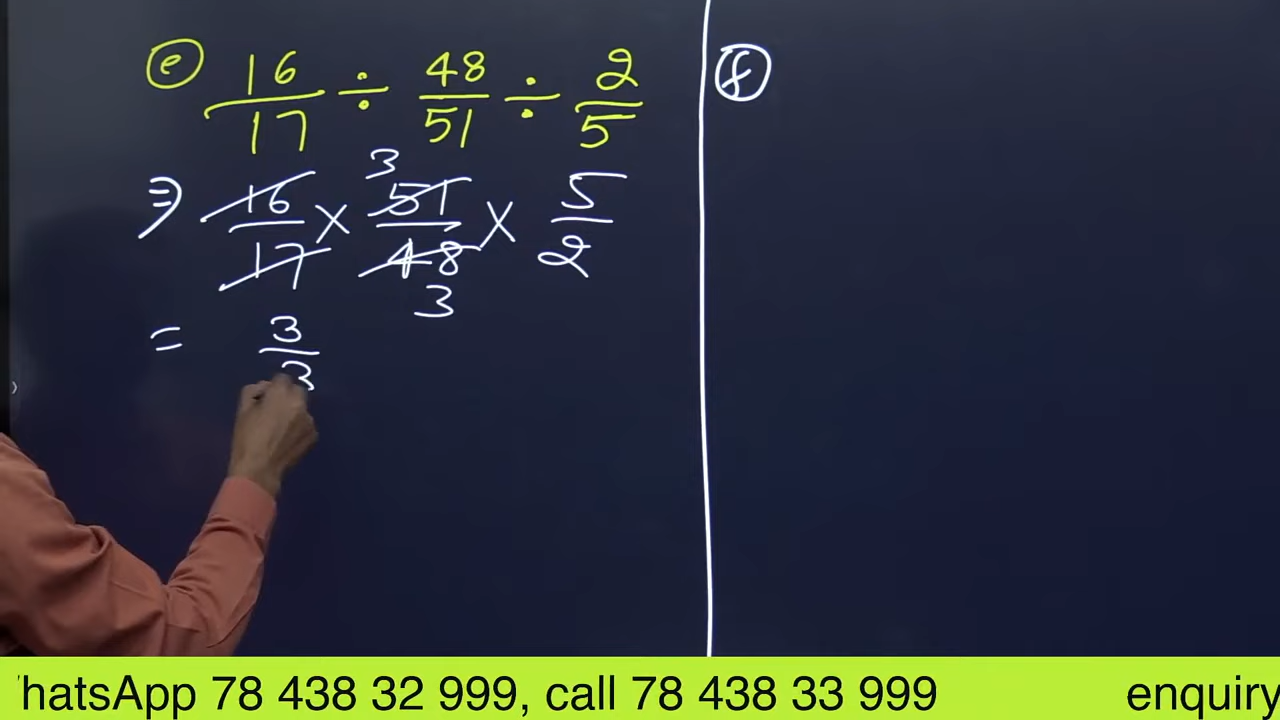 (e) 16/17 ÷ 48/51 ÷ 2/5
⇒ 16/17 × 51/48 × 5/2
3
3
= 3/3
(f)
hatsApp 78 438 32 999, call 78 438 33 999 enquiry